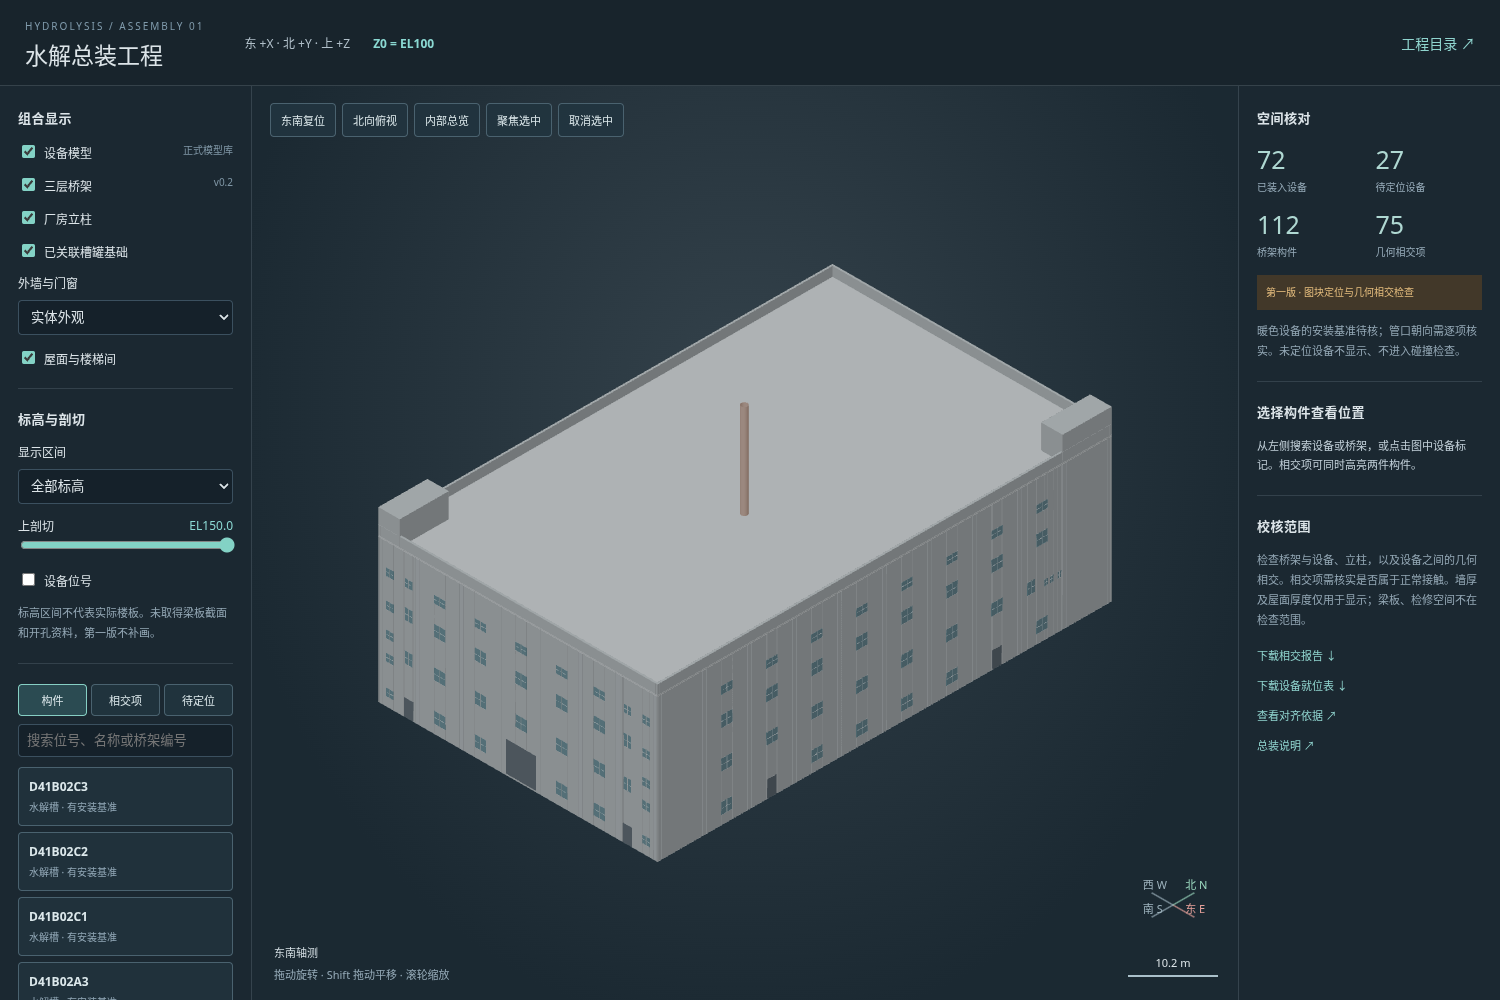 HYDROLYSIS / ASSEMBLY 01
水解总装工程
东 +X · 北 +Y · 上 +Z
Z0 = EL100
工程目录 ↗
组合显示
设备模型
正式模型库
三层桥架
v0.2
厂房立柱
已关联槽罐基础
外墙与门窗
实体外观
屋面与楼梯间
标高与剖切
显示区间
全部标高
上剖切
EL150.0
设备位号
标高区间不代表实际楼板。未取得梁板截面
和开孔资料，第一版不补画。
构件
相交项
待定位
搜索位号、名称或桥架编号
D41B02C3
水解槽 · 有安装基准
D41B02C2
水解槽 · 有安装基准
D41B02C1
水解槽 · 有安装基准
D41B02A3
水解槽 · 有安装基准
东南复位
北向俯视
内部总览
聚焦选中
取消选中
西 W
北 N
南 S
东 E
东南轴测
拖动旋转 · Shift 拖动平移 · 滚轮缩放
10.2 m
空间核对
72
已装入设备
27
待定位设备
112
桥架构件
75
几何相交项
第一版 · 图块定位与几何相交检查
暖色设备的安装基准待核；管口朝向需逐项核
实。未定位设备不显示、不进入碰撞检查。
选择构件查看位置
从左侧搜索设备或桥架，或点击图中设备标
记。相交项可同时高亮两件构件。
校核范围
检查桥架与设备、立柱，以及设备之间的几何
相交。相交项需核实是否属于正常接触。墙厚
及屋面厚度仅用于显示；梁板、检修空间不在
检查范围。
下载相交报告 ↓
下载设备就位表 ↓
查看对齐依据 ↗
总装说明 ↗